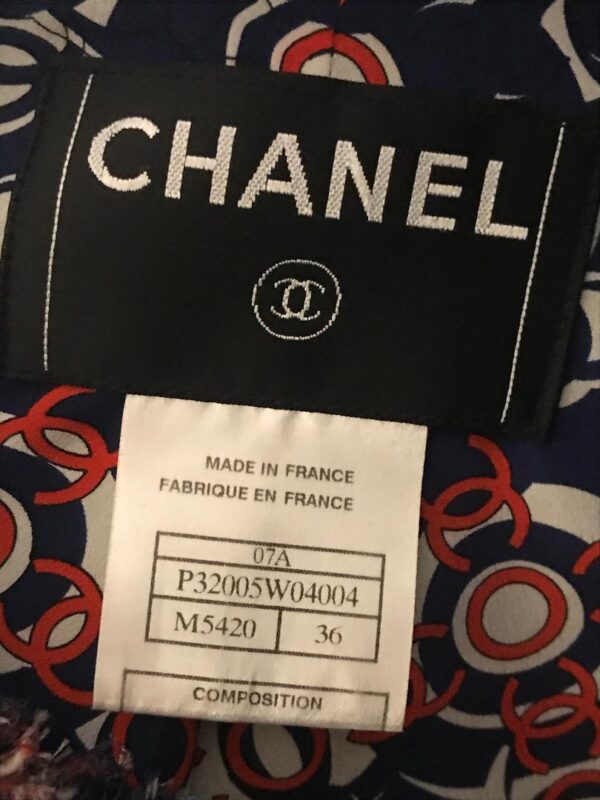 CHANEL
MADE IN FRANCE
FABRIQUE EN FRANCE
07A
P32005W04004
M5420 36
COMPOSITION